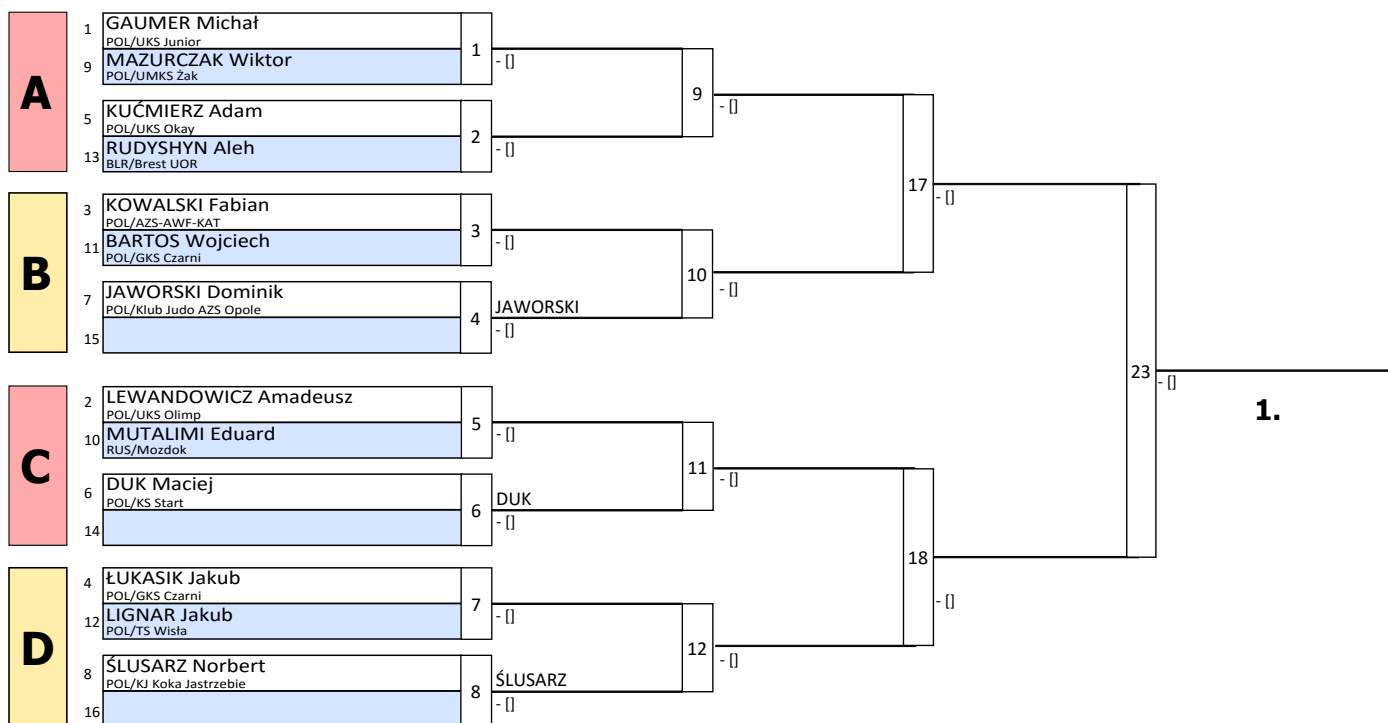 A
1
GAUMER Michał
POL/UKS Junior
9
MAZURCZAK Wiktor
POL/UMKS Żak
1
- []
5
KUĆMIERZ Adam
POL/UKS Okay
13
RUDYSHYN Aleh
BLR/Brest UOR
2
- []
9
- []
B
3
KOWALSKI Fabian
POL/AZS-AWF-KAT
11
BARTOS Wojciech
POL/GKS Czarni
3
- []
7
JAWORSKI Dominik
POL/Klub Judo AZS Opole
15
4
JAWORSKI
- []
10
- []
17
- []
C
2
LEWANDOWICZ Amadeusz
POL/UKS Olimp
10
MUTALIMI Eduard
RUS/Mozdok
5
- []
6
DUK Maciej
POL/KS Start
14
6
DUK
- []
11
- []
D
4
ŁUKASIK Jakub
POL/GKS Czarni
12
LIGNAR Jakub
POL/TS Wisła
7
- []
8
ŚLUSARZ Norbert
POL/KJ Koka Jastrzebie
16
8
ŚLUSARZ
- []
12
- []
18
- []
23
- []
1.